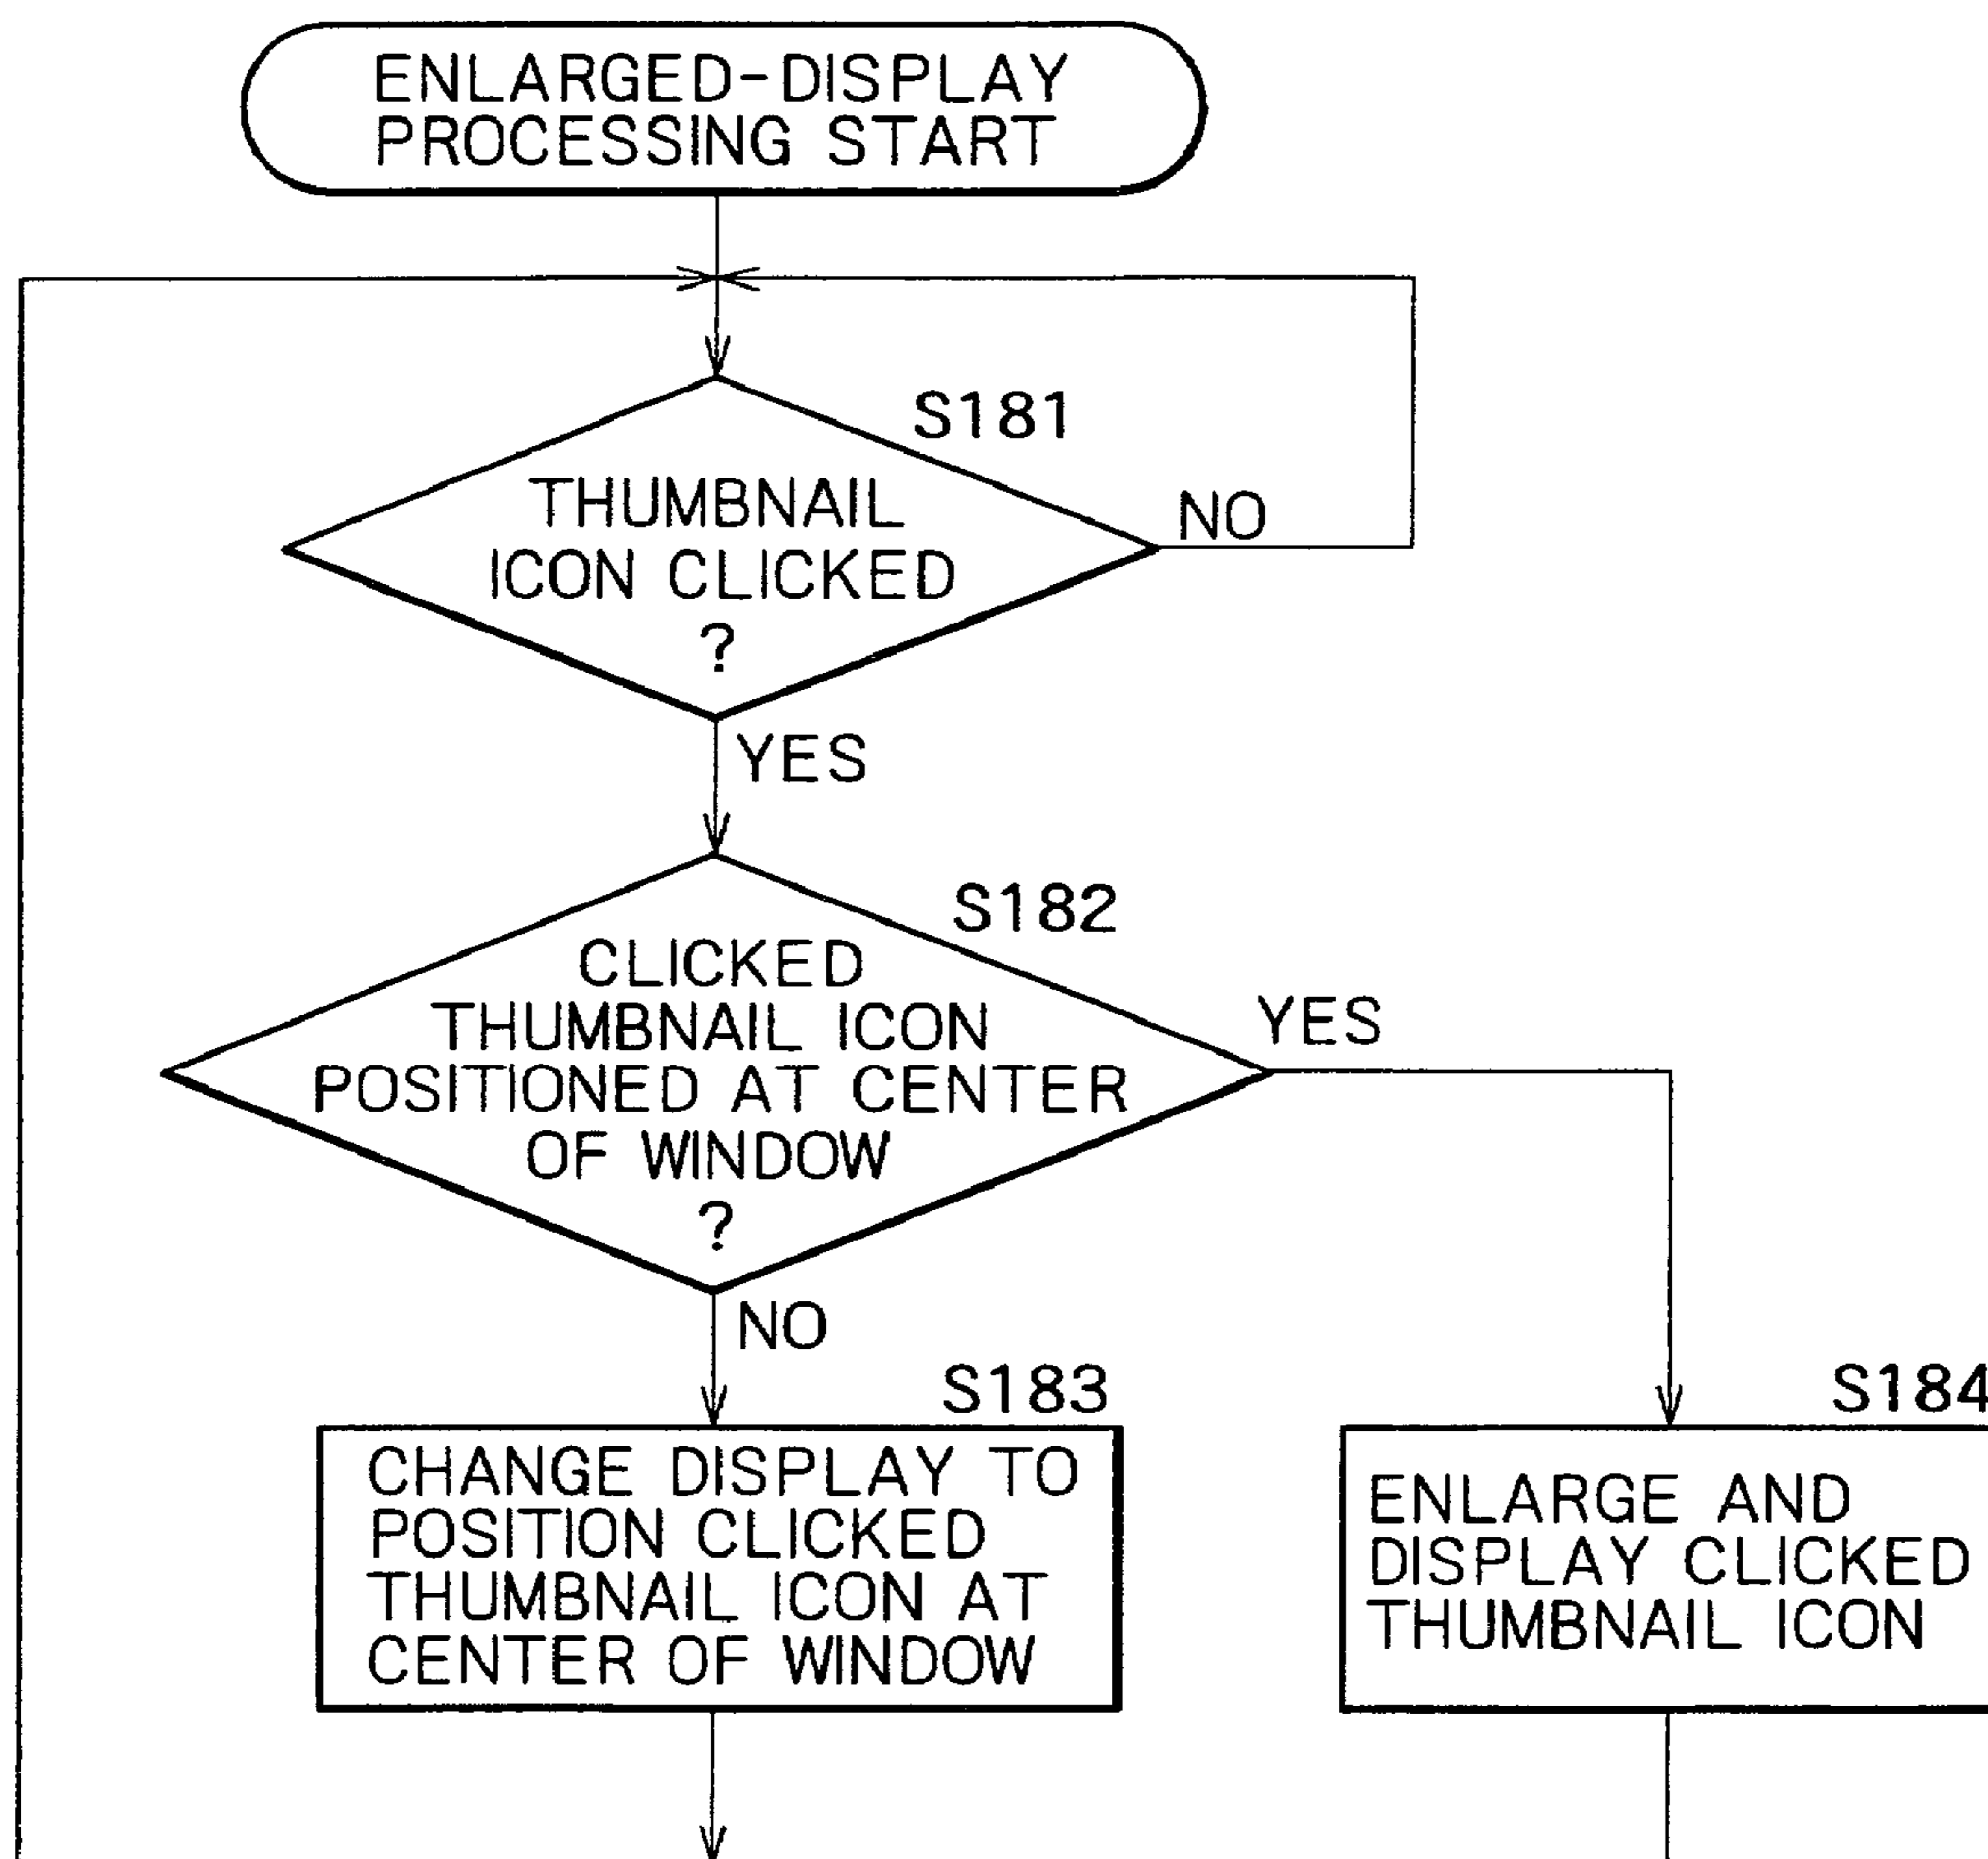 ENLARGED-DISPLAY
PROCESSING START
S181
THUMBNAIL
ICON CLICKED
?
NO
YES
S182
CLICKED
THUMBNAIL ICON
POSITIONED AT CENTER
OF WINDOW
?
YES
NO
S183
CHANGE DISPLAY TO
POSITION CLICKED
THUMBNAIL ICON AT
CENTER OF WINDOW
S184
ENLARGE AND
DISPLAY CLICKED
THUMBNAIL ICON